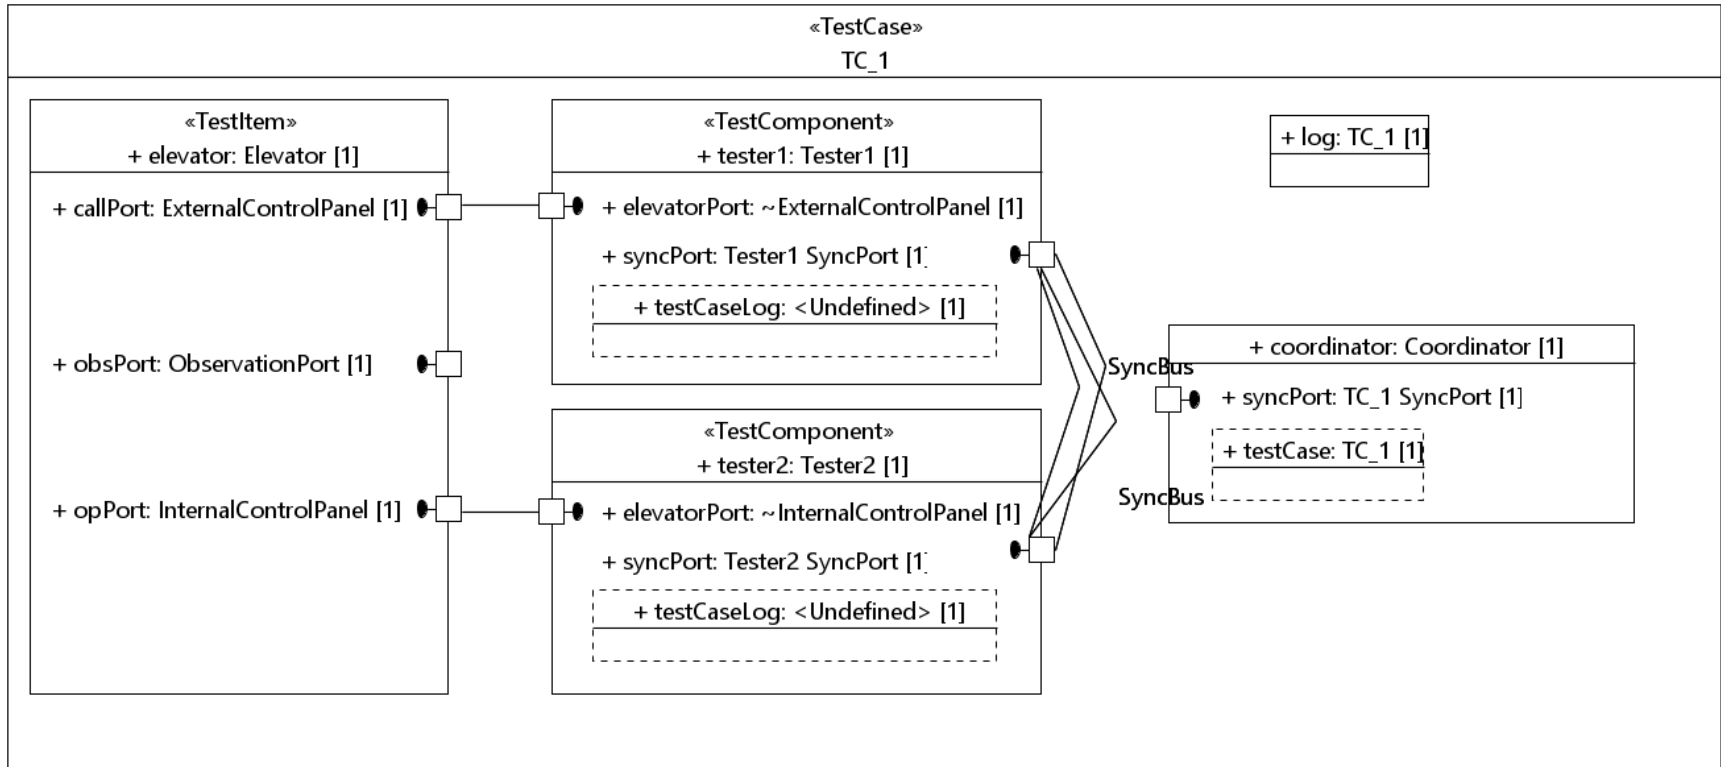 «TestCase»
TC_1
«TestItem»
+ elevator: Elevator [1]
+ callPort: ExternalControlPanel [1]
+ obsPort: ObservationPort [1]
+ opPort: InternalControlPanel [1]
«TestComponent»
+ tester1: Tester1 [1]
+ elevatorPort: ~ExternalControlPanel [1]
+ syncPort: Tester1 SyncPort [1]
+ testCaseLog: <Undefined> [1]
«TestComponent»
+ tester2: Tester2 [1]
+ elevatorPort: ~InternalControlPanel [1]
+ syncPort: Tester2 SyncPort [1]
+ testCaseLog: <Undefined> [1]
SyncBus
SyncBus
+ log: TC_1 [1]
+ coordinator: Coordinator [1]
+ syncPort: TC_1 SyncPort [1]
+ testCase: TC_1 [1]